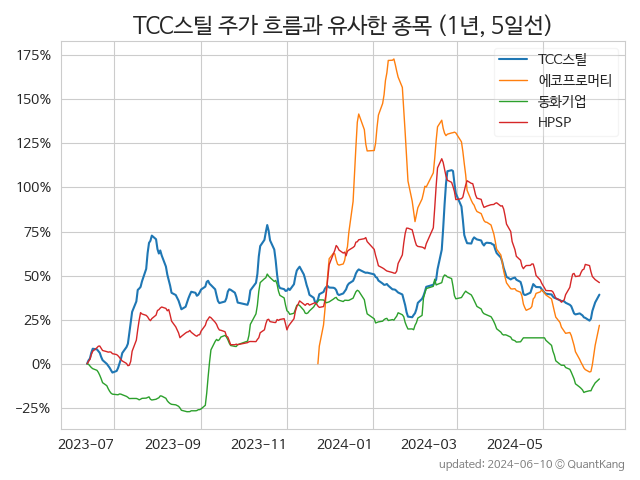 TCC스틸 주가 흐름과 유사한 종목 (1년, 5일선)
TCC스틸
에코프로머티
동화기업
HPSP
175%
150%
125%
100%
75%
50%
25%
0%
−25%
2023-07
2023-09
2023-11
2024-01
2024-03
2024-05
updated: 2024-06-10 © QuantKang